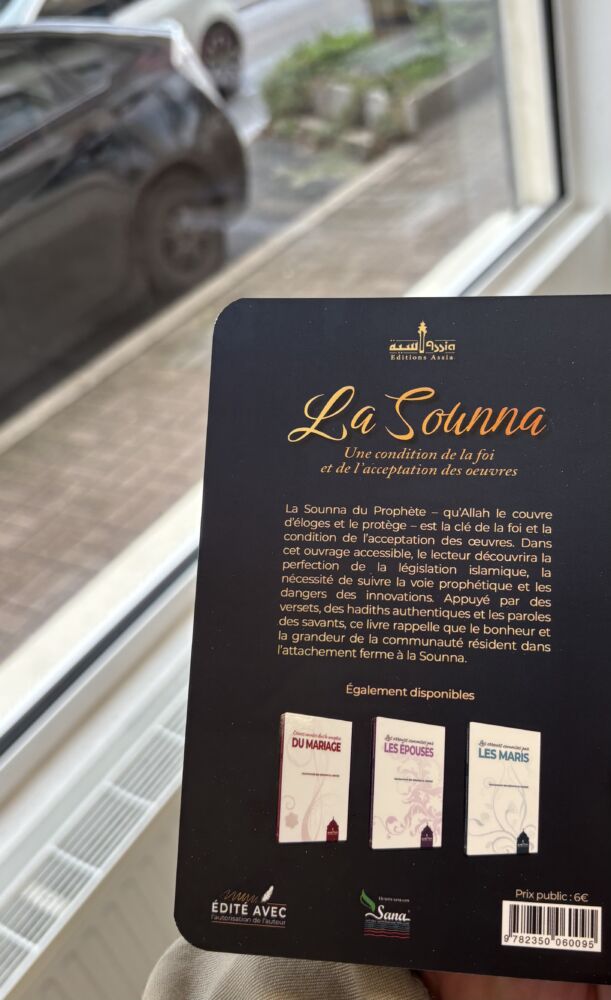 Editions Assia
La Sounna
Une condition de la foi
et de l'acceptation des oeuvres
La Sounna du Prophète – qu'Allah le couvre
d'éloges et le protège – est la clé de la foi et la
condition de l'acceptation des œuvres. Dans
cet ouvrage accessible, le lecteur découvrira la
perfection de la législation islamique, la
nécessité de suivre la voie prophétique et les
dangers des innovations. Appuyé par des
versets, des hadiths authentiques et les paroles
des savants, ce livre rappelle que le bonheur et
la grandeur de la communauté résident dans
l'attachement ferme à la Sounna.
Également disponibles
DU MARIAGE
LES ÉPOUSES
LES MARIS
ÉDITÉ AVEC
l'autorisation de l'auteur
Sana
Prix public : 6€
9 782350 060095